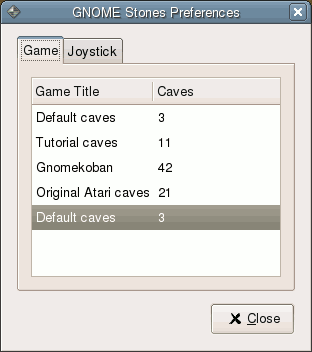 GNOME Stones Preferences
Game Joystick
Game Title Caves
Default caves 3
Tutorial caves 11
Gnomekoban 42
Original Atari caves 21
Default caves 3
Close